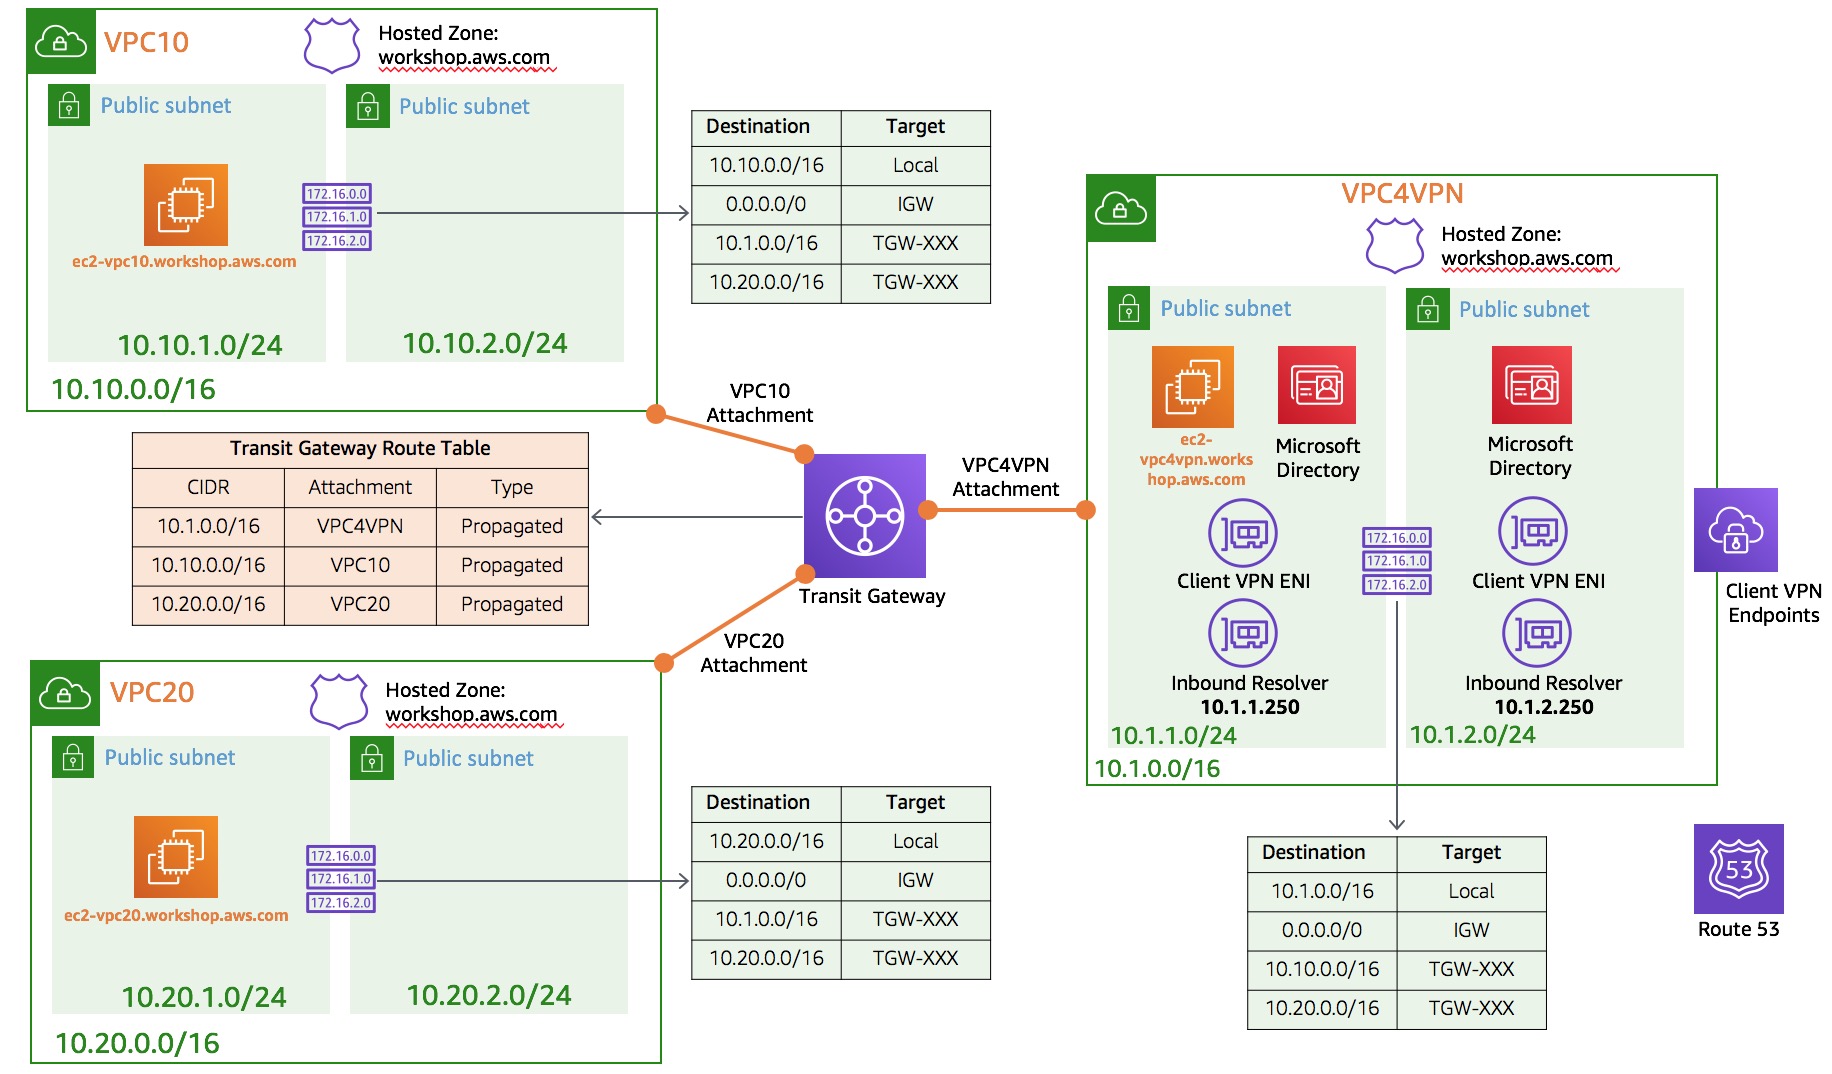 VPC10
Hosted Zone:
workshop.aws.com
Public subnet
Public subnet
172.16.0.0
172.16.1.0
172.16.2.0
ec2-vpc10.workshop.aws.com
10.10.1.0/24
10.10.2.0/24
10.10.0.0/16
Destination Target
10.10.0.0/16 Local
0.0.0.0/0 IGW
10.1.0.0/16 TGW-XXX
10.20.0.0/16 TGW-XXX
VPC10
Attachment
Transit Gateway Route Table
CIDR Attachment Type
10.1.0.0/16 VPC4VPN Propagated
10.10.0.0/16 VPC10 Propagated
10.20.0.0/16 VPC20 Propagated
VPC4VPN
Attachment
Transit Gateway
VPC20
Attachment
VPC20
Hosted Zone:
workshop.aws.com
Public subnet
Public subnet
172.16.0.0
172.16.1.0
172.16.2.0
ec2-vpc20.workshop.aws.com
10.20.1.0/24
10.20.2.0/24
10.20.0.0/16
Destination Target
10.20.0.0/16 Local
0.0.0.0/0 IGW
10.1.0.0/16 TGW-XXX
10.20.0.0/16 TGW-XXX
VPC4VPN
Hosted Zone:
workshop.aws.com
Public subnet
Public subnet
ec2-
vpc4vpn.works
hop.aws.com
Microsoft
Directory
Microsoft
Directory
Client VPN ENI
172.16.0.0
172.16.1.0
172.16.2.0
Client VPN ENI
Inbound Resolver
10.1.1.250
Inbound Resolver
10.1.2.250
10.1.1.0/24
10.1.2.0/24
10.1.0.0/16
Client VPN
Endpoints
Destination Target
10.1.0.0/16 Local
0.0.0.0/0 IGW
10.10.0.0/16 TGW-XXX
10.20.0.0/16 TGW-XXX
53
Route 53